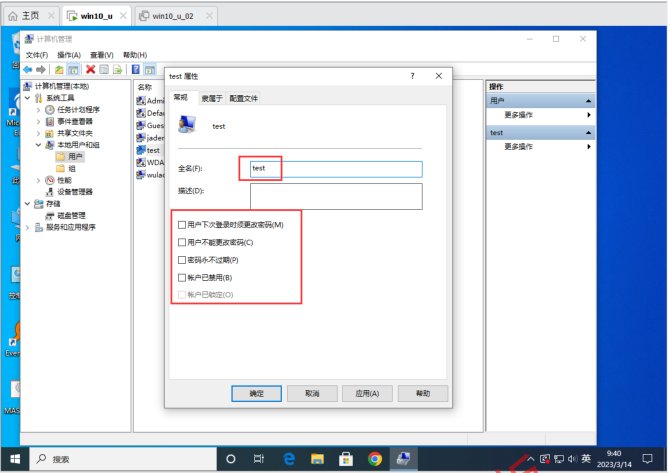 主页 win10_u win10_u_02
计算机管理
文件(F) 操作(A) 查看(V) 帮助(H)
计算机管理(本地)
系统工具
任务计划程序
事件查看器
共享文件夹
本地用户和组
用户
组
性能
设备管理器
存储
磁盘管理
服务和应用程序
名称
Admi
Defau
Gues
jader
test
WDA
wulac
test 属性
常规 隶属于 配置文件
test
全名(F): test
描述(D):
用户下次登录时须更改密码(M)
用户不能更改密码(C)
密码永不过期(P)
帐户已禁用(B)
帐户已锁定(O)
确定 取消 应用(A) 帮助
操作
用户
更多操作
test
更多操作
Ever
MAS
搜索
英
9:40
2023/3/14